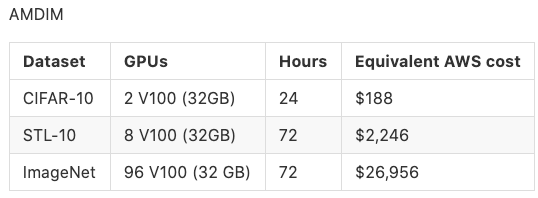 AMDIM
Dataset GPUs Hours Equivalent AWS cost
CIFAR-10 2 V100 (32GB) 24 $188
STL-10 8 V100 (32GB) 72 $2,246
ImageNet 96 V100 (32 GB) 72 $26,956